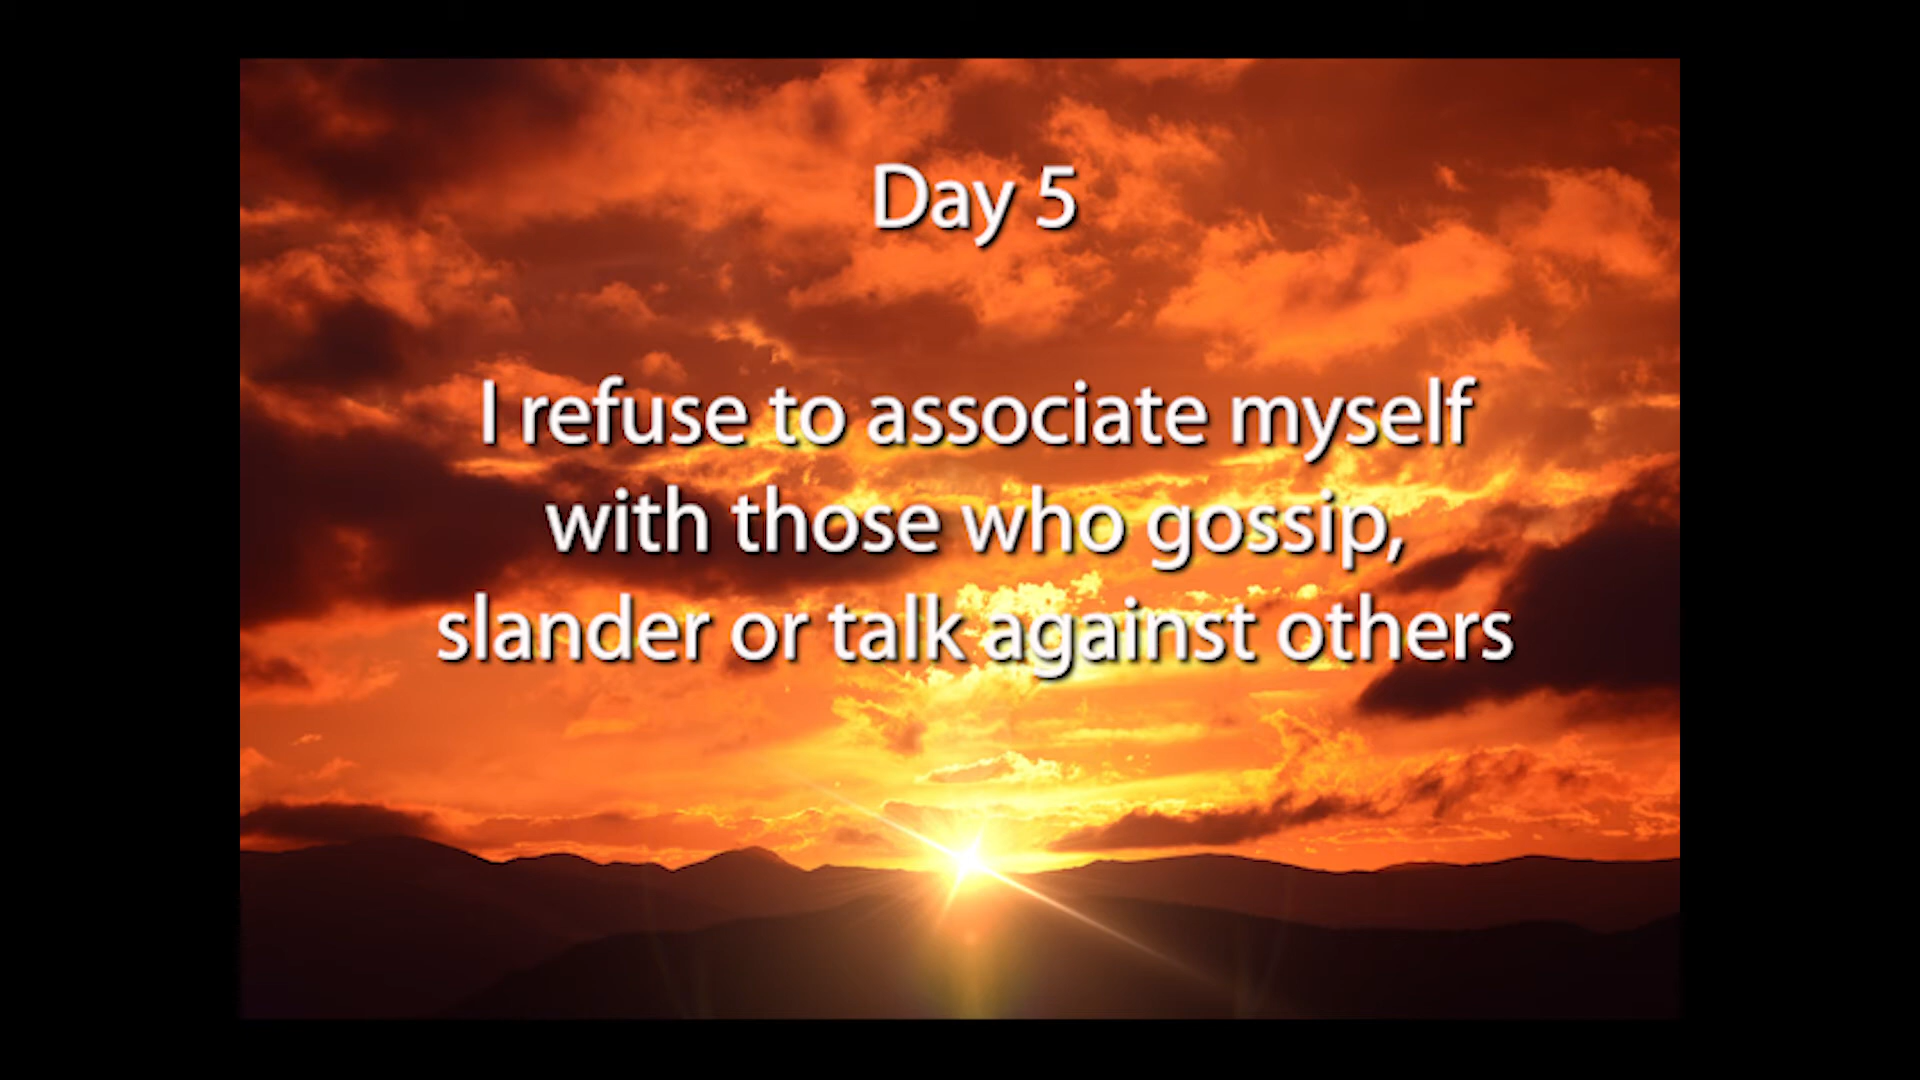 Day 5
I refuse to associate myself
with those who gossip,
slander or talk against others